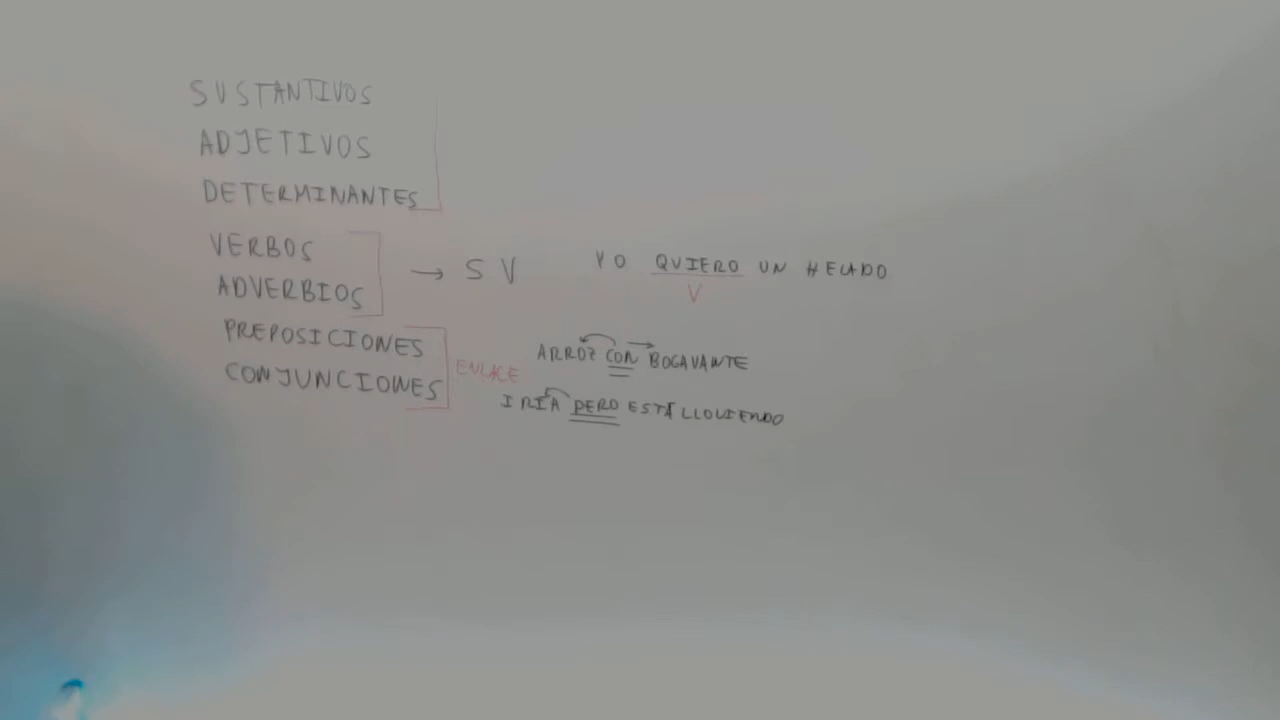 SUSTANTIVOS
ADJETIVOS
DETERMINANTES
VERBOS
ADVERBIOS
→ SV
YO QUIERO UN HELADO
V
PREPOSICIONES
CONJUNCIONES
ENLACE
ARROZ CON BOGAVANTE
IRÍA PERO ESTÁ LLOVIENDO